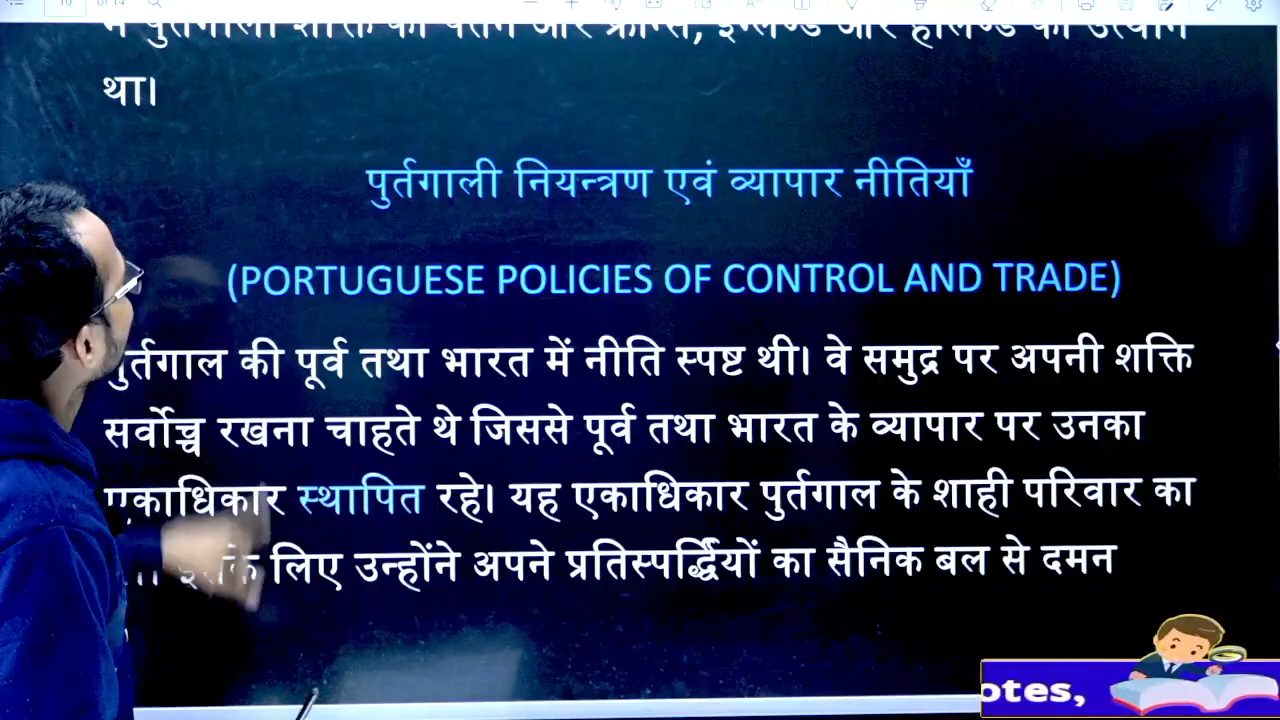 था।
पुर्तगाली नियन्त्रण एवं व्यापार नीतियाँ
(PORTUGUESE POLICIES OF CONTROL AND TRADE)
पुर्तगाल की पूर्व तथा भारत में नीति स्पष्ट थी। वे समुद्र पर अपनी शक्ति
सर्वोच्च रखना चाहते थे जिससे पूर्व तथा भारत के व्यापार पर उनका
एकाधिकार स्थापित रहे। यह एकाधिकार पुर्तगाल के शाही परिवार का
लिए उन्होंने अपने प्रतिस्पर्द्धियों का सैनिक बल से दमन
otes,